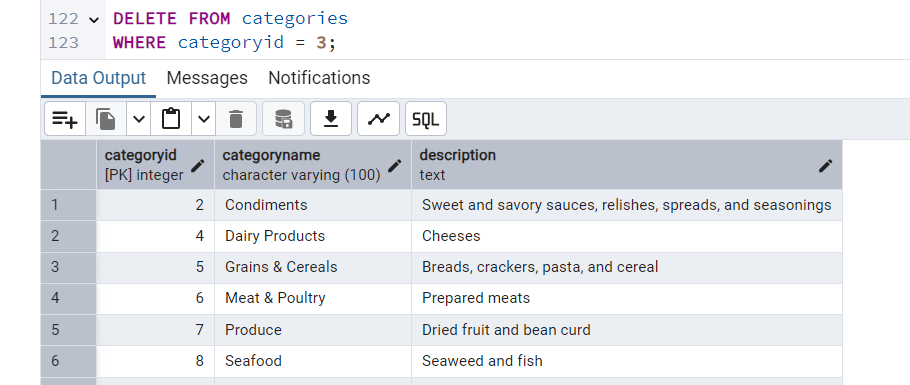 122 DELETE FROM categories
123 WHERE categoryid = 3;
Data Output Messages Notifications
SQL
categoryid categoryname description
[PK] integer character varying (100) text
1 2 Condiments Sweet and savory sauces, relishes, spreads, and seasonings
2 4 Dairy Products Cheeses
3 5 Grains & Cereals Breads, crackers, pasta, and cereal
4 6 Meat & Poultry Prepared meats
5 7 Produce Dried fruit and bean curd
6 8 Seafood Seaweed and fish